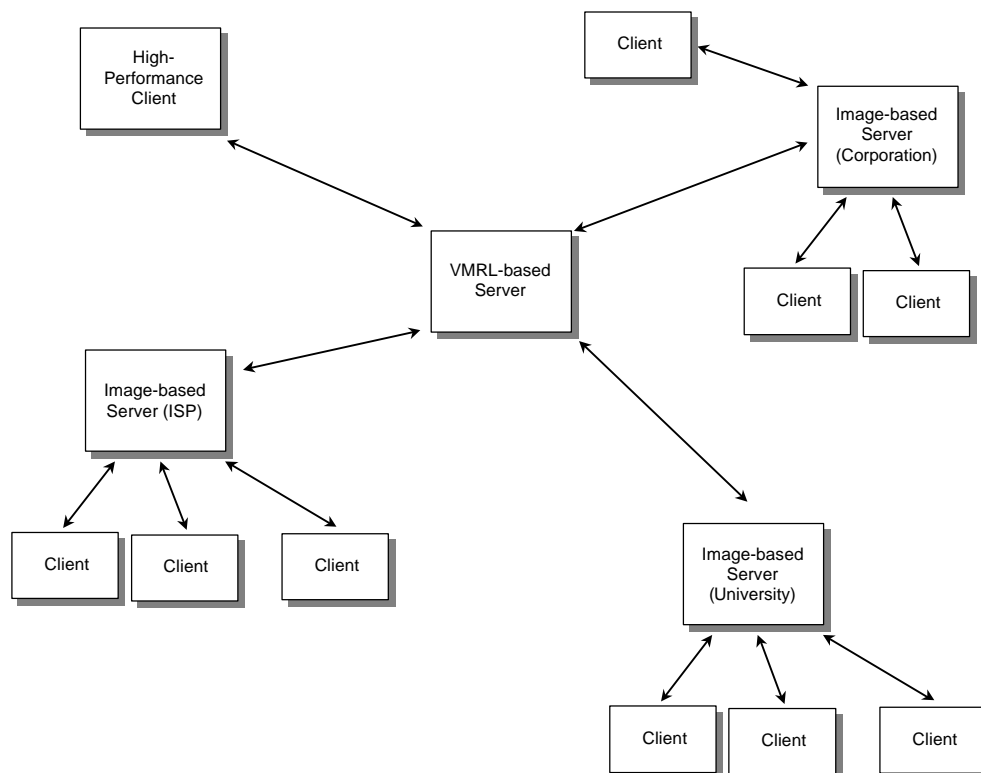 High-
Performance
Client
Client
Image-based
Server
(Corporation)
VMRL-based
Server
Client
Client
Image-based
Server (ISP)
Client
Client
Client
Image-based
Server
(University)
Client
Client
Client